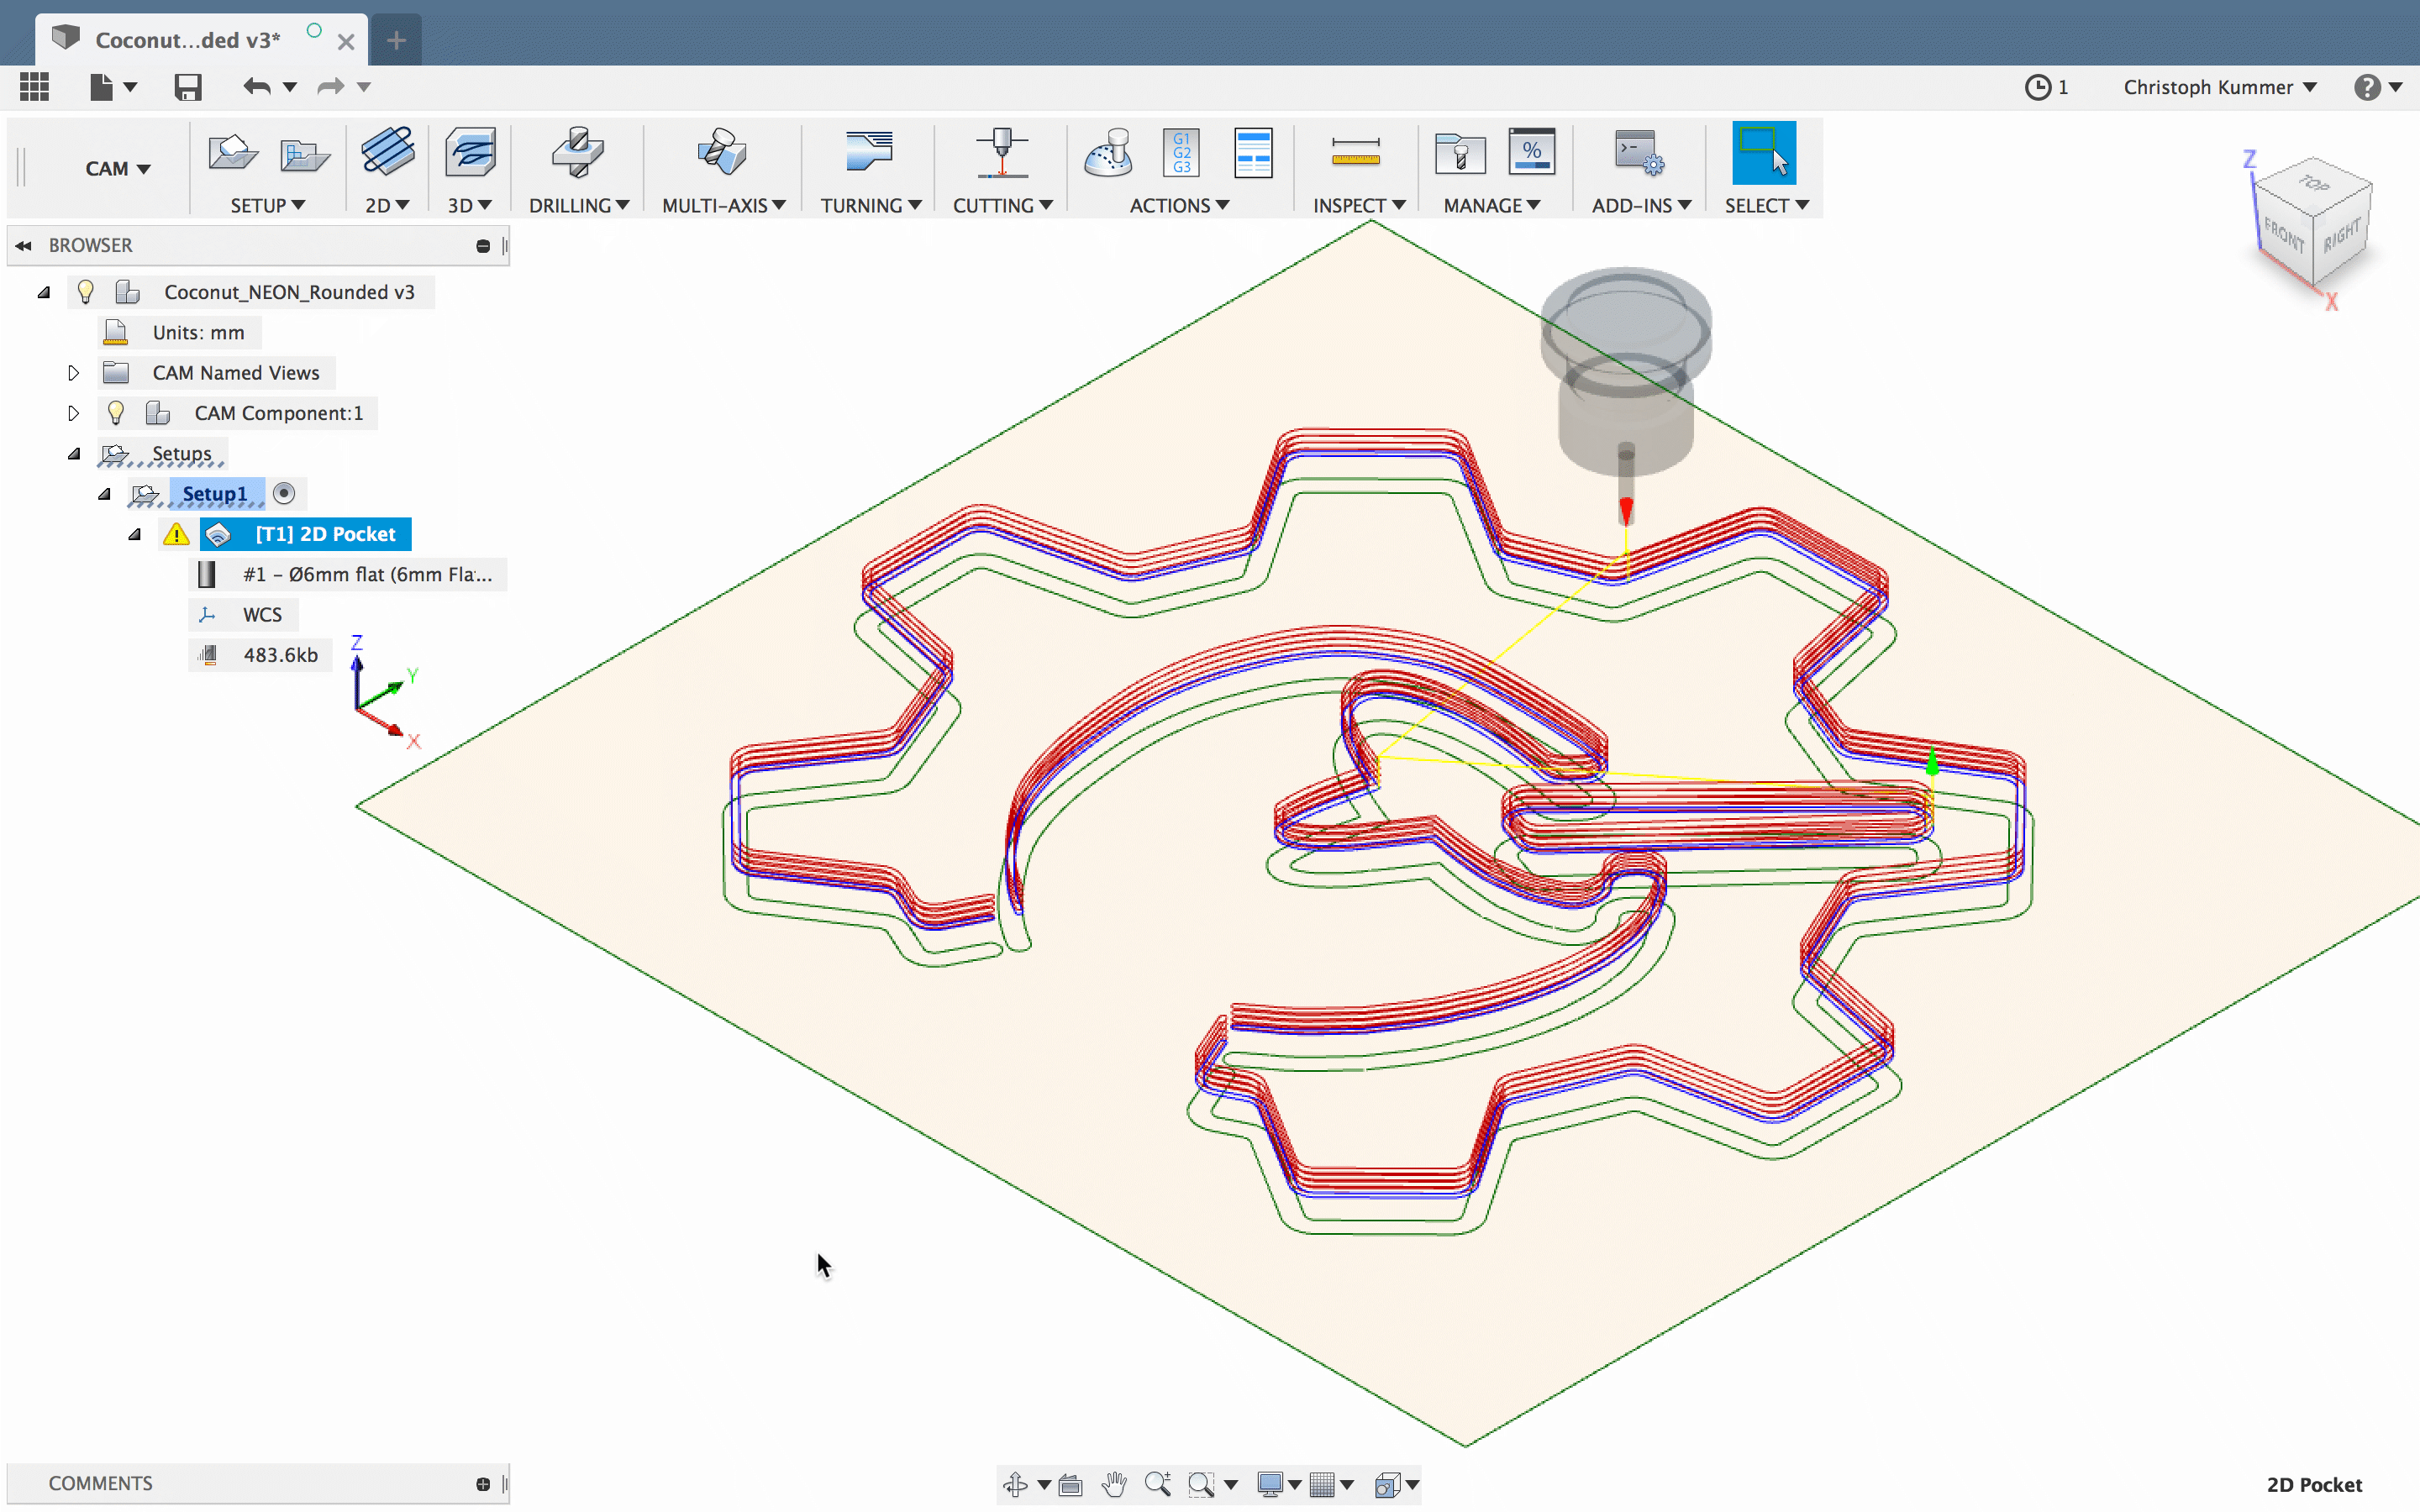 Coconut...ded v3*
1
Christoph Kummer
?
CAM
SETUP
2D
3D
DRILLING
MULTI-AXIS
TURNING
CUTTING
G1
G2
G3
ACTIONS
INSPECT
%
MANAGE
ADD-INS
SELECT
Z
TOP
FRONT
RIGHT
X
BROWSER
Coconut_NEON_Rounded v3
Units: mm
CAM Named Views
CAM Component:1
Setups
Setup1
[T1] 2D Pocket
#1 – Ø6mm flat (6mm Fla...
WCS
483.6kb
Z
Y
X
COMMENTS
2D Pocket